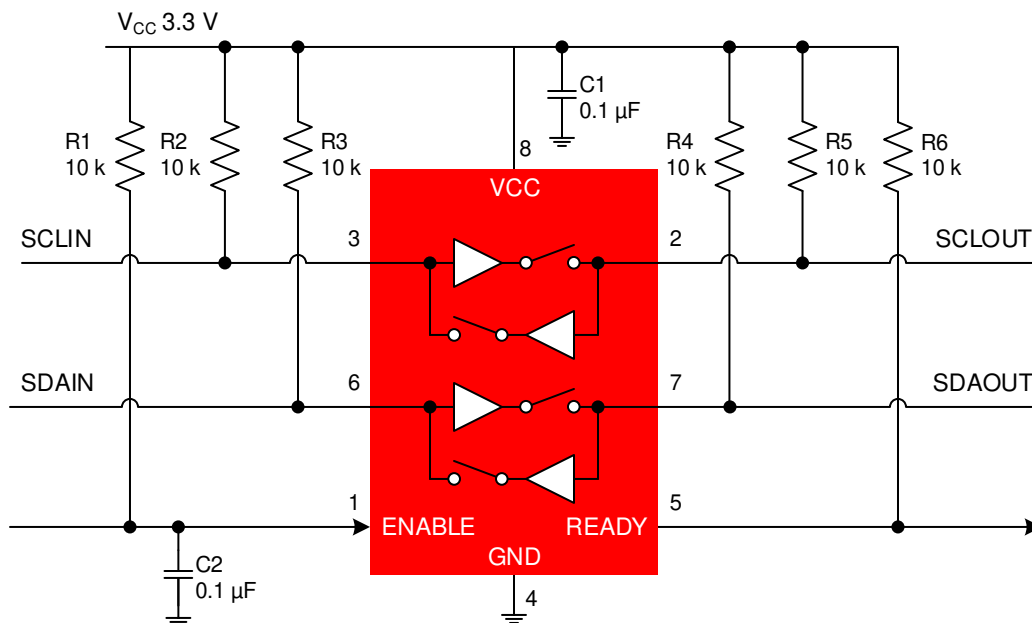 VCC 3.3 V
C1
0.1 µF
R1
10 k
R2
10 k
R3
10 k
R4
10 k
R5
10 k
R6
10 k
8
VCC
SCLIN
3
2
SCLOUT
SDAIN
6
7
SDAOUT
1
ENABLE
READY
5
GND
4
C2
0.1 µF